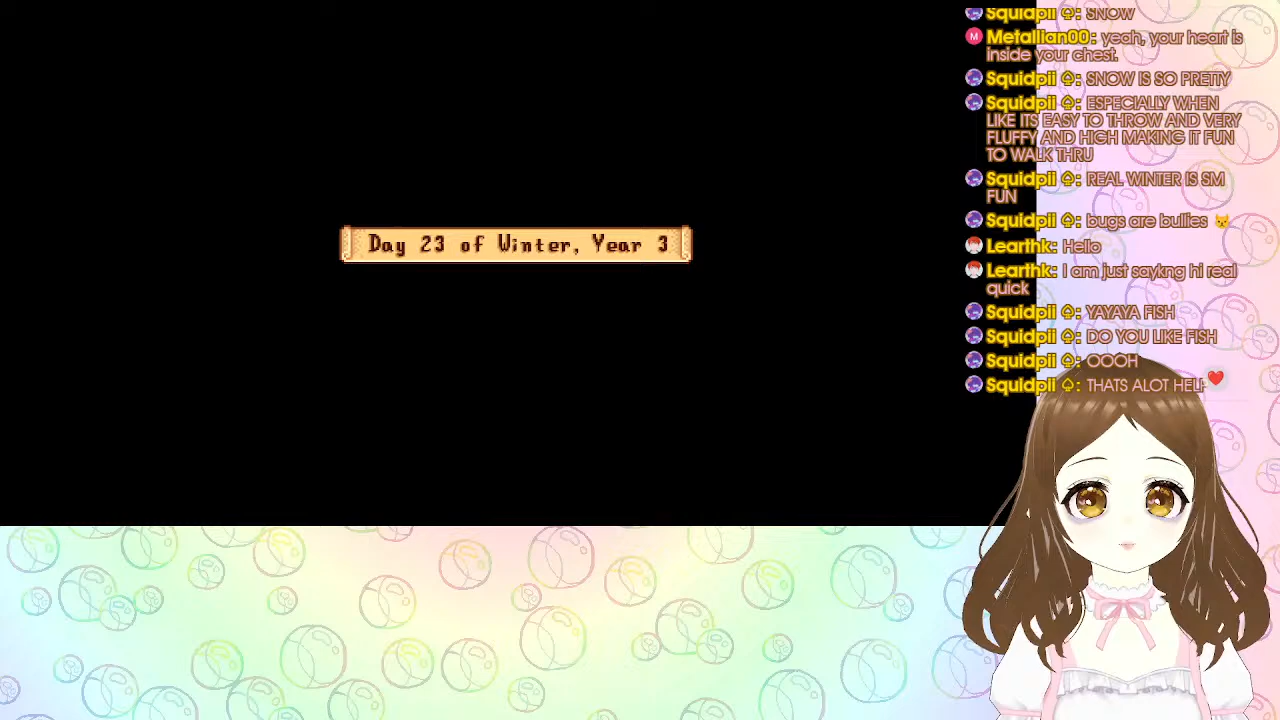 Squidpii ♤: SNOW
M Metallian00: yeah, your heart is
inside your chest.
Squidpii ♤: SNOW IS SO PRETTY
Squidpii ♤: ESPECIALLY WHEN
LIKE ITS EASY TO THROW AND VERY
FLUFFY AND HIGH MAKING IT FUN
TO WALK THRU
Squidpii ♤: REAL WINTER IS SM
FUN
Squidpii ♤: bugs are bullies 😿
Day 23 of Winter, Year 3
Learthk: Hello
Learthk: I am just saykng hi real
quick
Squidpii ♤: YAYAYA FISH
Squidpii ♤: DO YOU LIKE FISH
Squidpii ♤: OOOH
Squidpii ♤: THATS ALOT HELP